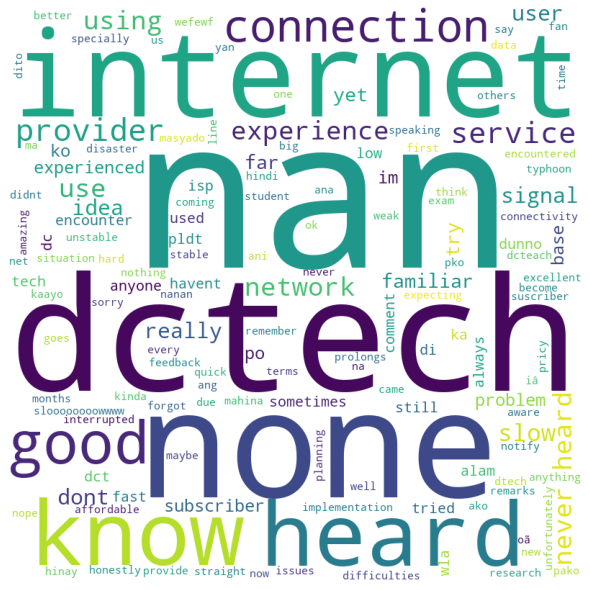 better wefewf fan
specially us using connection user say
dito yan data
internet
one others time
ma masyado line yet
provider experience speaking service
ko disaster big low first encountered
experienced far hindi ana im typhoon
nan
use isp student think signal
idea coming ok weak exam connectivity
didnt amazing dc encounter used pldt stable ani try dunno base
unstable hard never expecting dcteach
net situation nothing pko
tech anyone havent network familiar excellent
kaayo sorry nanan become suscriber
dctech
goes really remember comment ka
every po prolongs di always iâ pricy
months feedback quick terms na came problem
kinda ang due mahina sometimes still aware
slooopoooowwww forgot slow notify
good none
interrupted maybe planning
dct alam dtech anything
dont fast subscriber well tried remarks
nope affordable implementation ako
know heard never heard
oã new unfortunately
hinay honestly provide straight now issues difficulties wla research pako